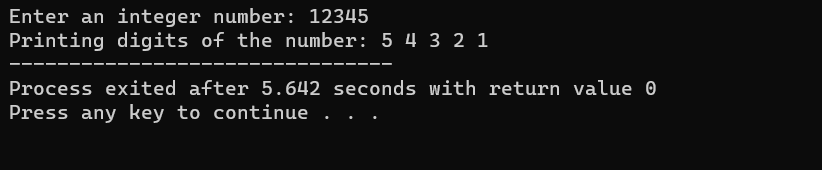 Enter an integer number: 12345
Printing digits of the number: 5 4 3 2 1
--------------------------------
Process exited after 5.642 seconds with return value 0
Press any key to continue . . .